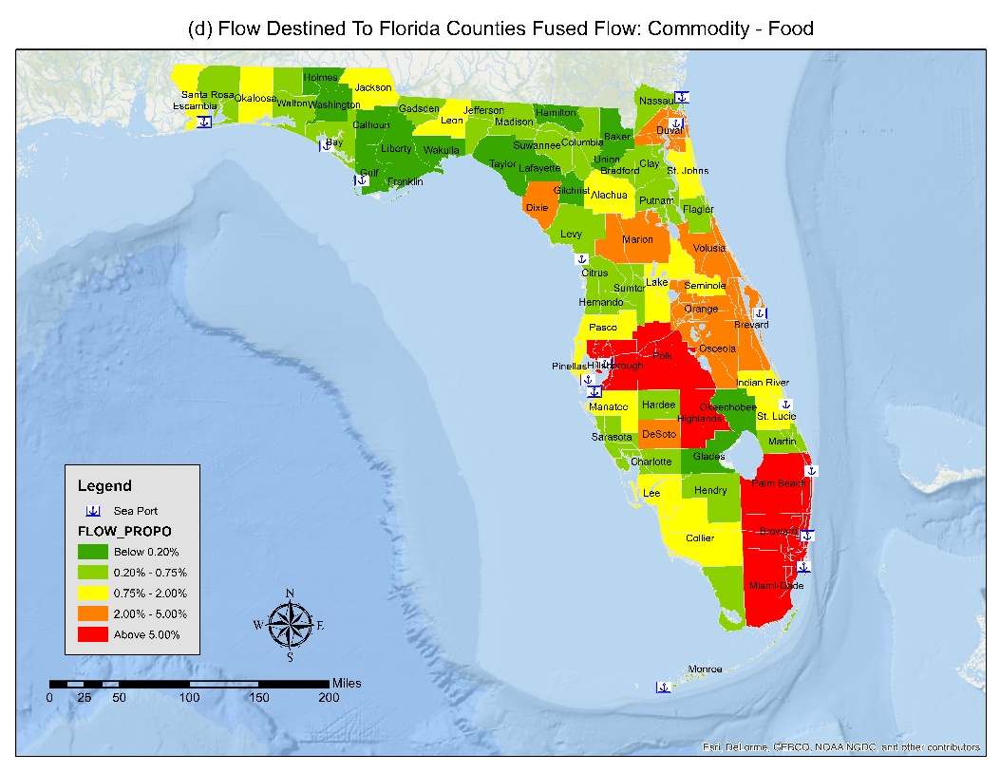 (d) Flow Destined To Florida Counties Fused Flow: Commodity - Food
Holmes
Jackson
Santa Rosa
Okaloosa
Walton
Washington
Escambia
Gadsden
Jefferson
Leon
Madison
Hamilton
Nassau
Duval
Calhoun
Bay
Liberty
Wakulla
Suwannee
Columbia
Baker
Taylor
Lafayette
Union
Bradford
Clay
St. Johns
Gulf
Franklin
Gilchrist
Alachua
Putnam
Dixie
Flagler
Levy
Marion
Volusia
Citrus
Sumter
Lake
Seminole
Hernando
Orange
Brevard
Pasco
Osceola
Polk
Pinellas
Hillsborough
Indian River
Manatee
Hardee
Okeechobee
Highlands
St. Lucie
Sarasota
DeSoto
Martin
Charlotte
Glades
Palm Beach
Lee
Hendry
Broward
Collier
Miami-Dade
Monroe
Legend
Sea Port
FLOW_PROPO
Below 0.20%
0.20% - 0.75%
0.75% - 2.00%
2.00% - 5.00%
Above 5.00%
N
W E
S
Miles
0 25 50 100 150 200
Esri, DeLorme, GEBCO, NOAA NGDC, and other contributors